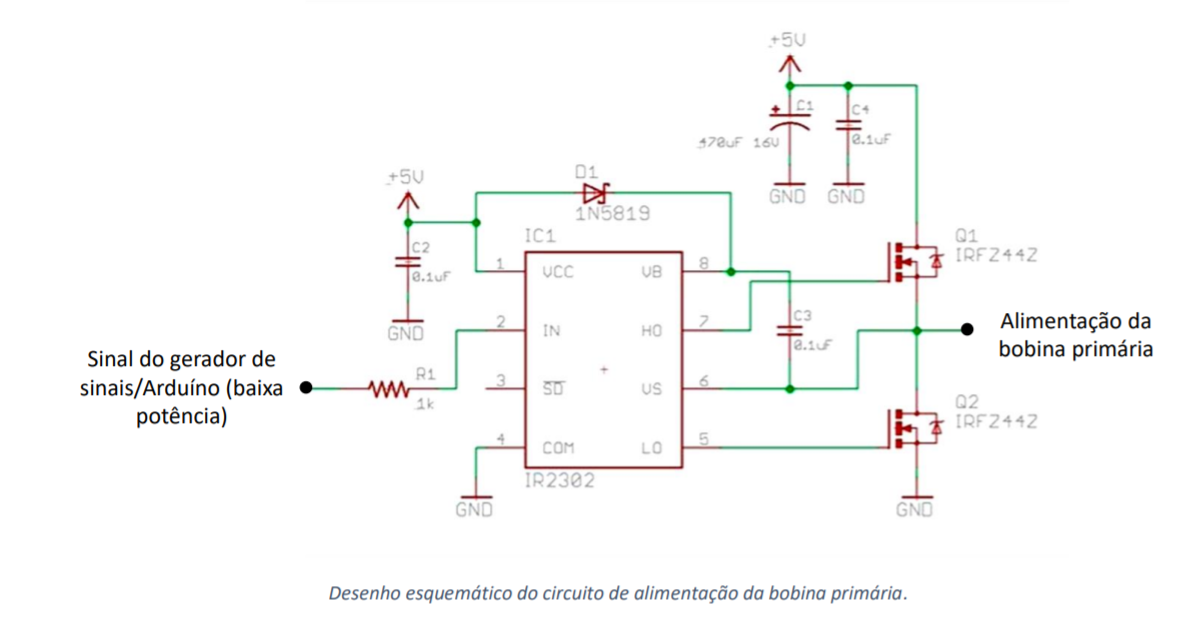 +5V
C1
C4
0.1uF
16V
GND
GND
+5V
D1
1N5819
IC1
C2
0.1uF
GND
1
VCC
VB
8
2
IN
HO
7
C3
0.1uF
3
SD
VS
6
4
COM
LO
5
IR2302
GND
R1
1k
Q1
IRFZ44Z
Q2
IRFZ44Z
GND
Sinal do gerador de
sinais/Arduíno (baixa
potência)
Alimentação da
bobina primária
Desenho esquemático do circuito de alimentação da bobina primária.